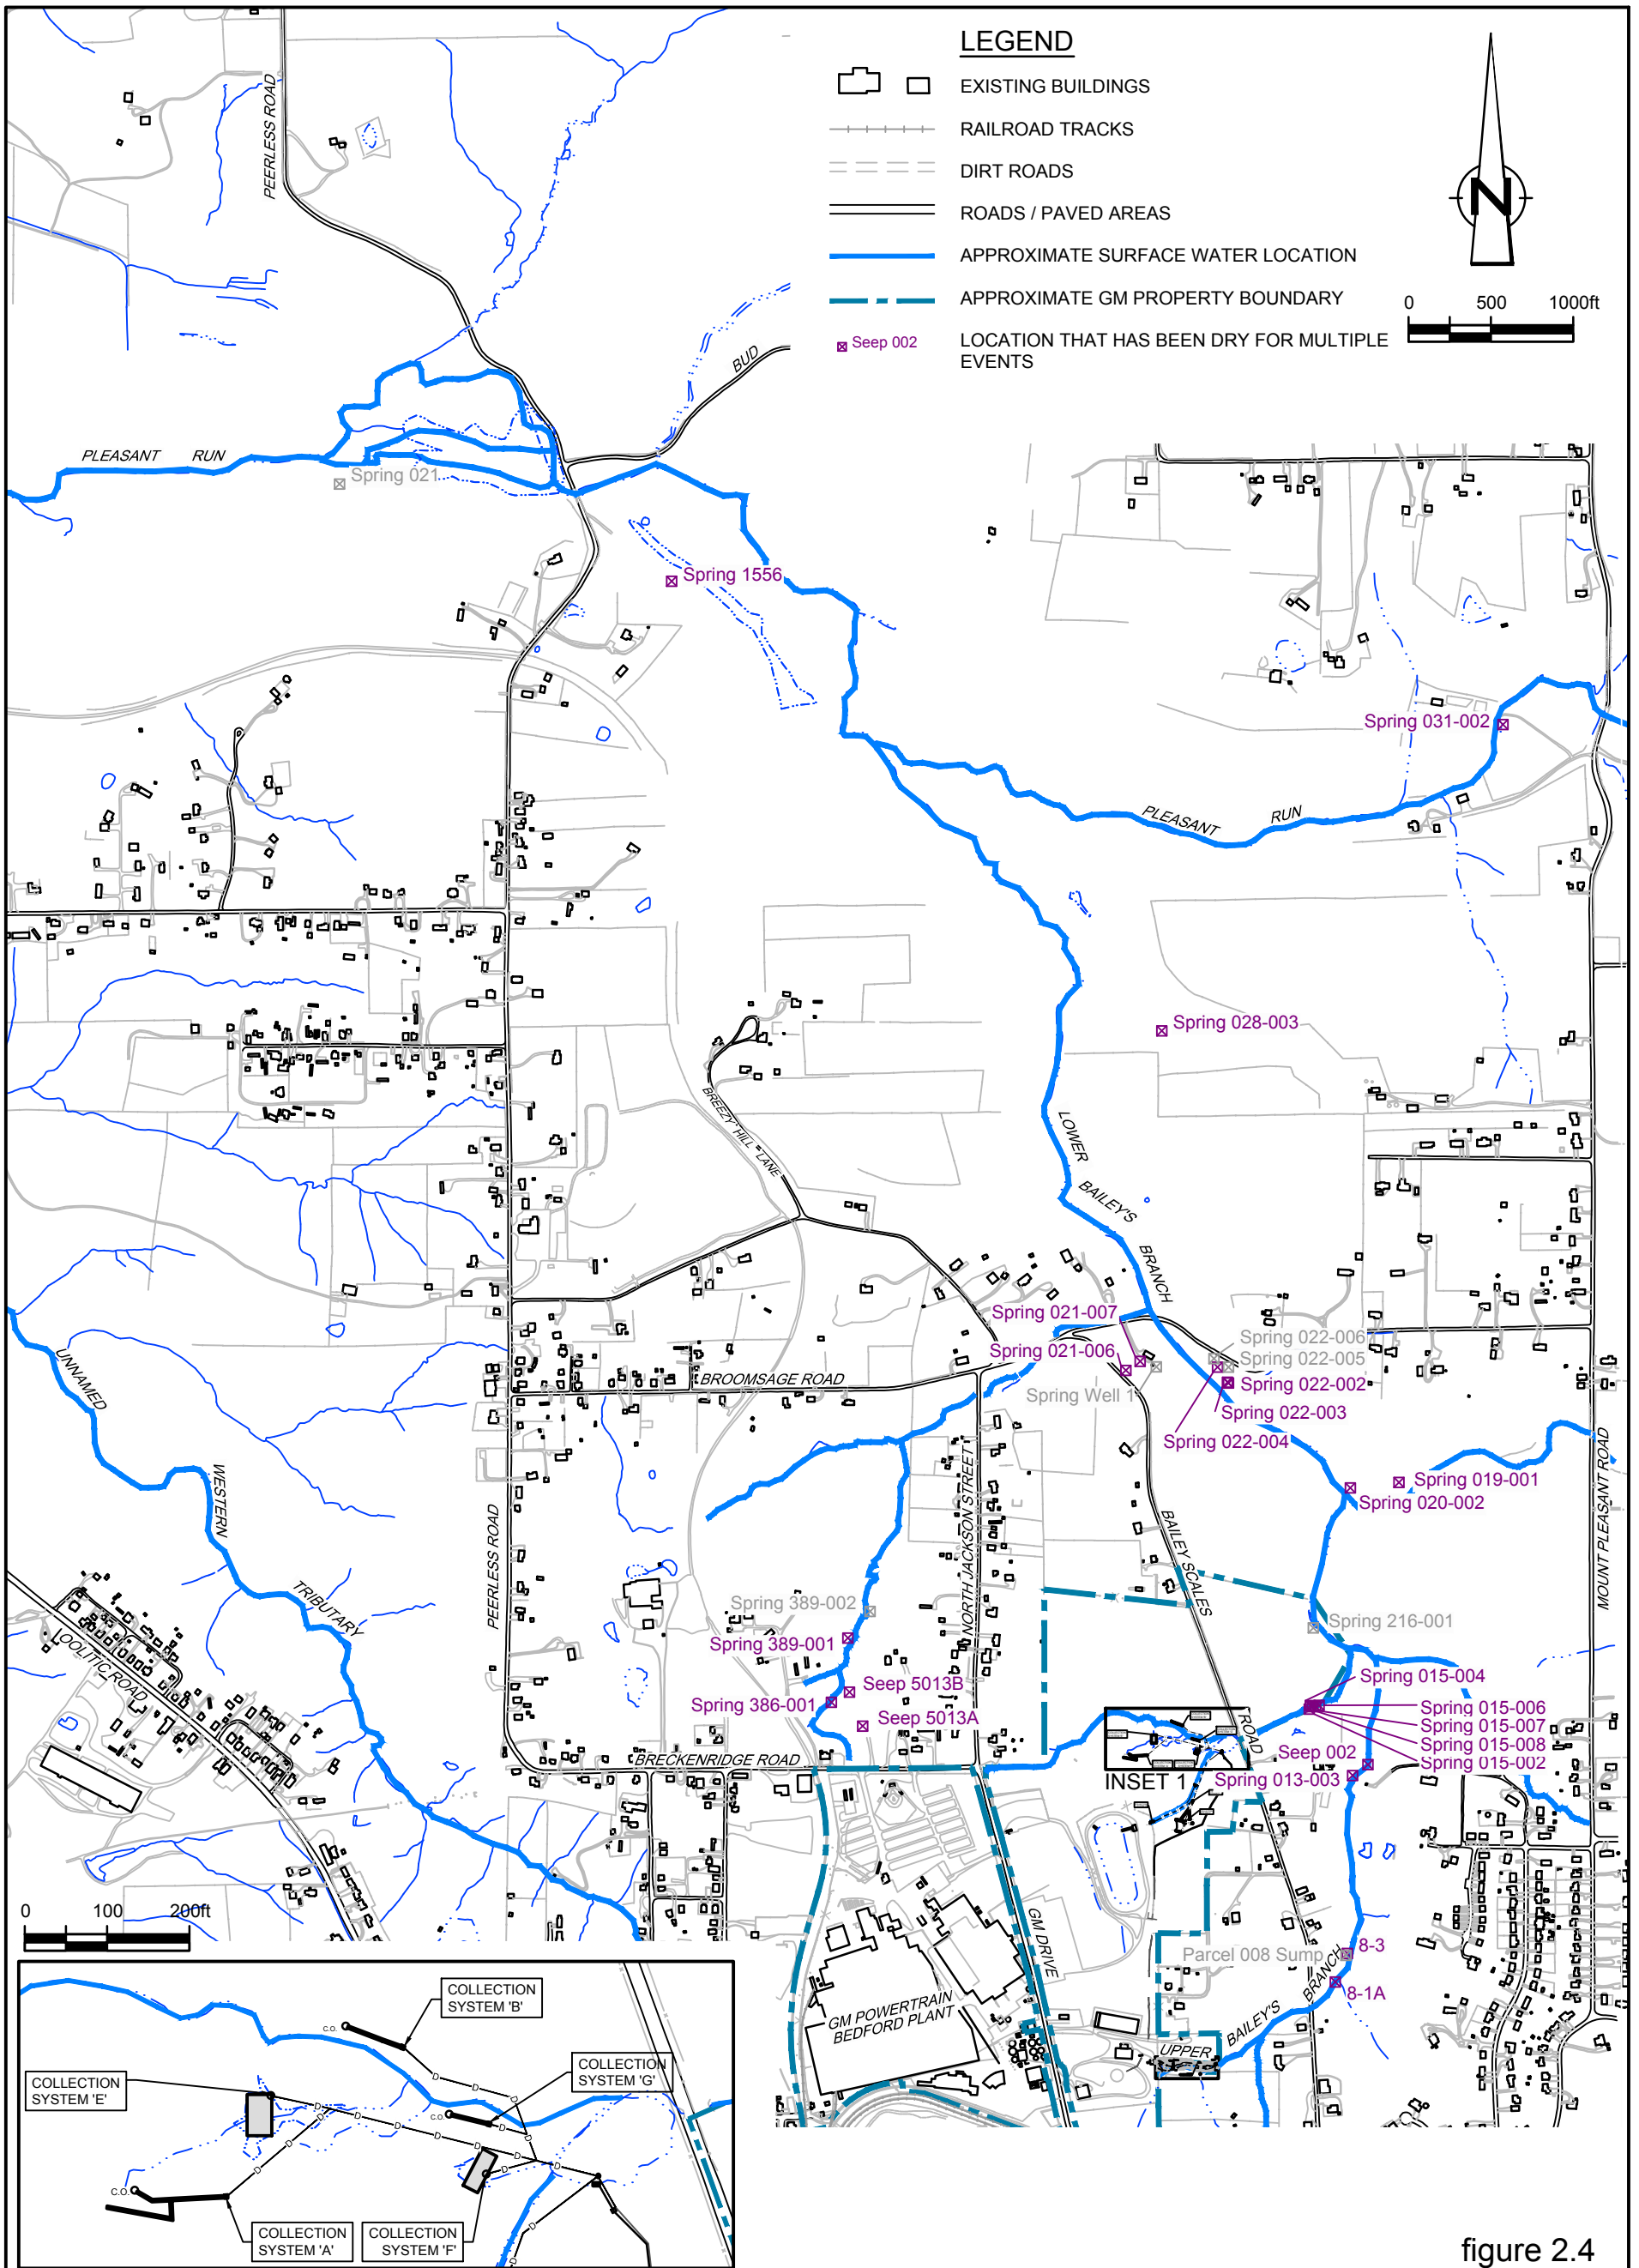 LEGEND
EXISTING BUILDINGS
RAILROAD TRACKS
DIRT ROADS
ROADS / PAVED AREAS
APPROXIMATE SURFACE WATER LOCATION
APPROXIMATE GM PROPERTY BOUNDARY
Seep 002
LOCATION THAT HAS BEEN DRY FOR MULTIPLE
EVENTS
N
0 500 1000ft
PEERLESS ROAD
BUD
PLEASANT RUN
Spring 021
Spring 1556
Spring 031-002
PLEASANT RUN
Spring 028-003
BREEZY HILL LANE
LOWER
BAILEY'S
BRANCH
Spring 021-007
Spring 021-006
Spring Well 1
Spring 022-006
Spring 022-005
Spring 022-002
Spring 022-003
Spring 022-004
BROOMSAGE ROAD
UNNAMED
WESTERN
TRIBUTARY
PEERLESS ROAD
NORTH JACKSON STREET
BAILEY SCALES
ROAD
MOUNT PLEASANT ROAD
Spring 019-001
Spring 020-002
OOLITIC ROAD
Spring 389-002
Spring 389-001
Seep 5013B
Spring 386-001
Seep 5013A
Spring 216-001
Spring 015-004
Spring 015-006
Spring 015-007
Spring 015-008
Spring 015-002
Seep 002
Spring 013-003
INSET 1
BRECKENRIDGE ROAD
GM DRIVE
GM POWERTRAIN
BEDFORD PLANT
Parcel 008 Sump
8-3
8-1A
UPPER
BAILEY'S
BRANCH
0 100 200ft
COLLECTION
SYSTEM 'B'
C.O.
COLLECTION
SYSTEM 'G'
C.O.
COLLECTION
SYSTEM 'E'
C.O.
D D D D D D D D D D D D D D D
COLLECTION
SYSTEM 'A'
COLLECTION
SYSTEM 'F'
figure 2.4